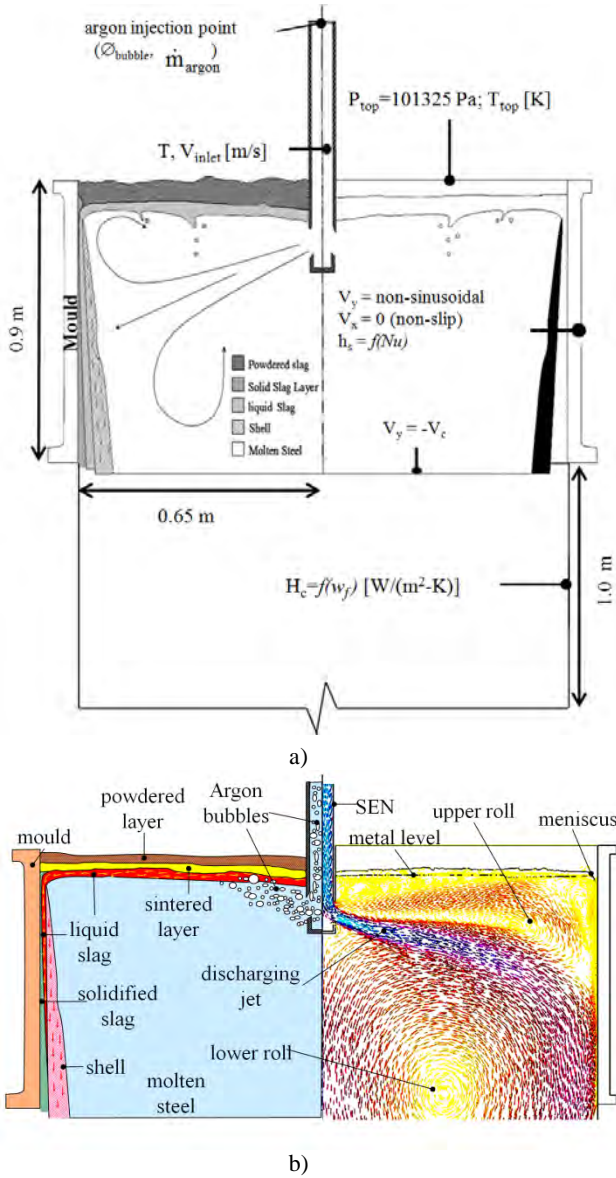 argon injection point
(∅bubble, ṁargon)
Ptop=101325 Pa; Ttop [K]
T, Vinlet [m/s]
0.9 m
Mould
Vy = non-sinusoidal
Vx = 0 (non-slip)
hs = f(Nu)
Powdered slag
Solid Slag Layer
liquid Slag
Shell
Molten Steel
Vy = -Vc
0.65 m
Hc=f(wf) [W/(m²-K)]
1.0 m
a)
Argon
bubbles
SEN
powdered
layer
upper roll
meniscus
mould
metal level
sintered
layer
liquid
slag
discharging
jet
solidified
slag
lower roll
shell
molten
steel
b)